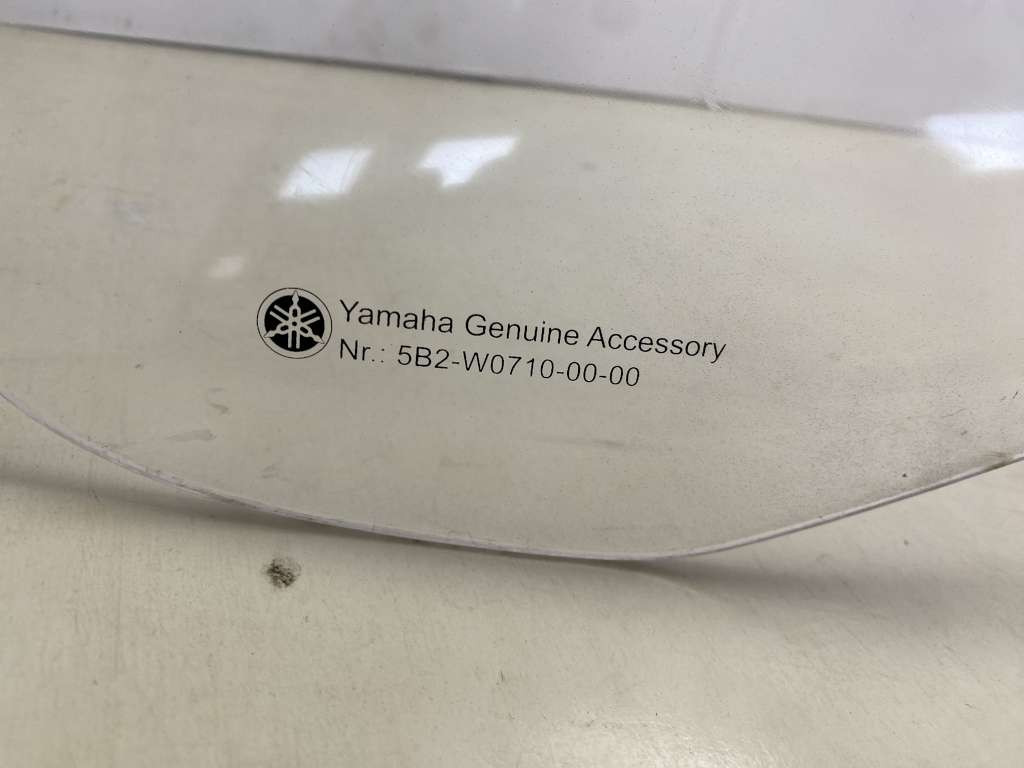 Yamaha Genuine Accessory
Nr.: 5B2-W0710-00-00